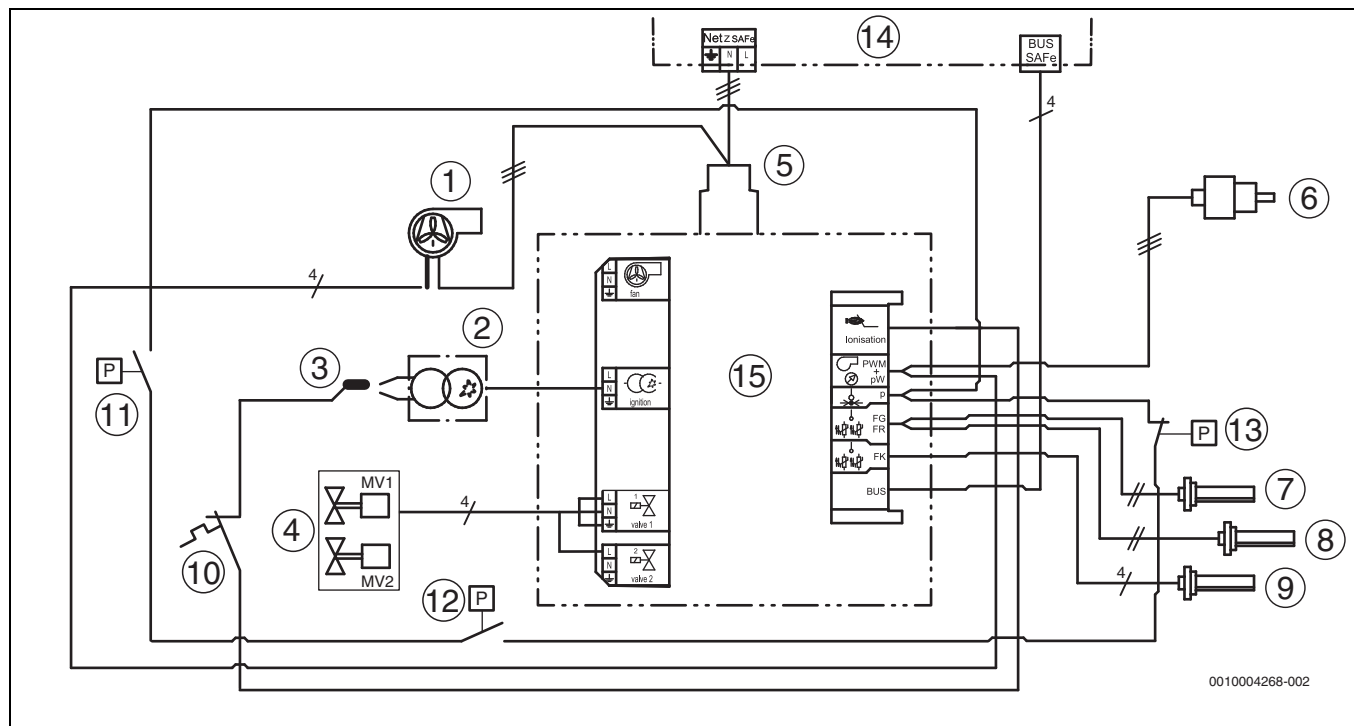 Netz SAFe
N L
14
BUS
SAFe
4
5
1
6
4
L
N
fan
2
Ionisation
15
PWM
+
pW
P
3
11
L
N
ignition
p
FG
FR
P
13
FK
MV1
4
L
N
1
valve 1
BUS
7
4
8
10
MV2
L
N
2
valve 2
4
9
12
P
0010004268-002